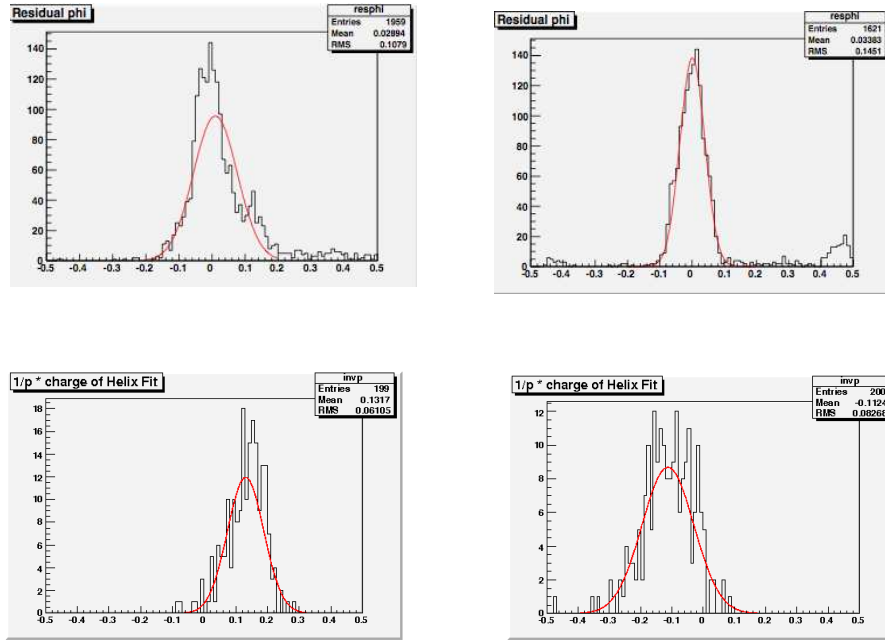 Residual phi
resphi
Entries 1959
Mean 0.02894
RMS 0.1079
140
120
100
80
60
40
20
0
-0.5 -0.4 -0.3 -0.2 -0.1 0 0.1 0.2 0.3 0.4 0.5
Residual phi
resphi
Entries 1621
Mean 0.03383
RMS 0.1451
140
120
100
80
60
40
20
0
-0.5 -0.4 -0.3 -0.2 -0.1 0 0.1 0.2 0.3 0.4 0.5
1/p * charge of Helix Fit
invp
Entries 199
Mean 0.1317
RMS 0.06105
18
16
14
12
10
8
6
4
2
0
-0.5 -0.4 -0.3 -0.2 -0.1 0 0.1 0.2 0.3 0.4 0.5
1/p * charge of Helix Fit
invp
Entries 200
Mean -0.1124
RMS 0.08268
12
10
8
6
4
2
0
-0.5 -0.4 -0.3 -0.2 -0.1 0 0.1 0.2 0.3 0.4 0.5